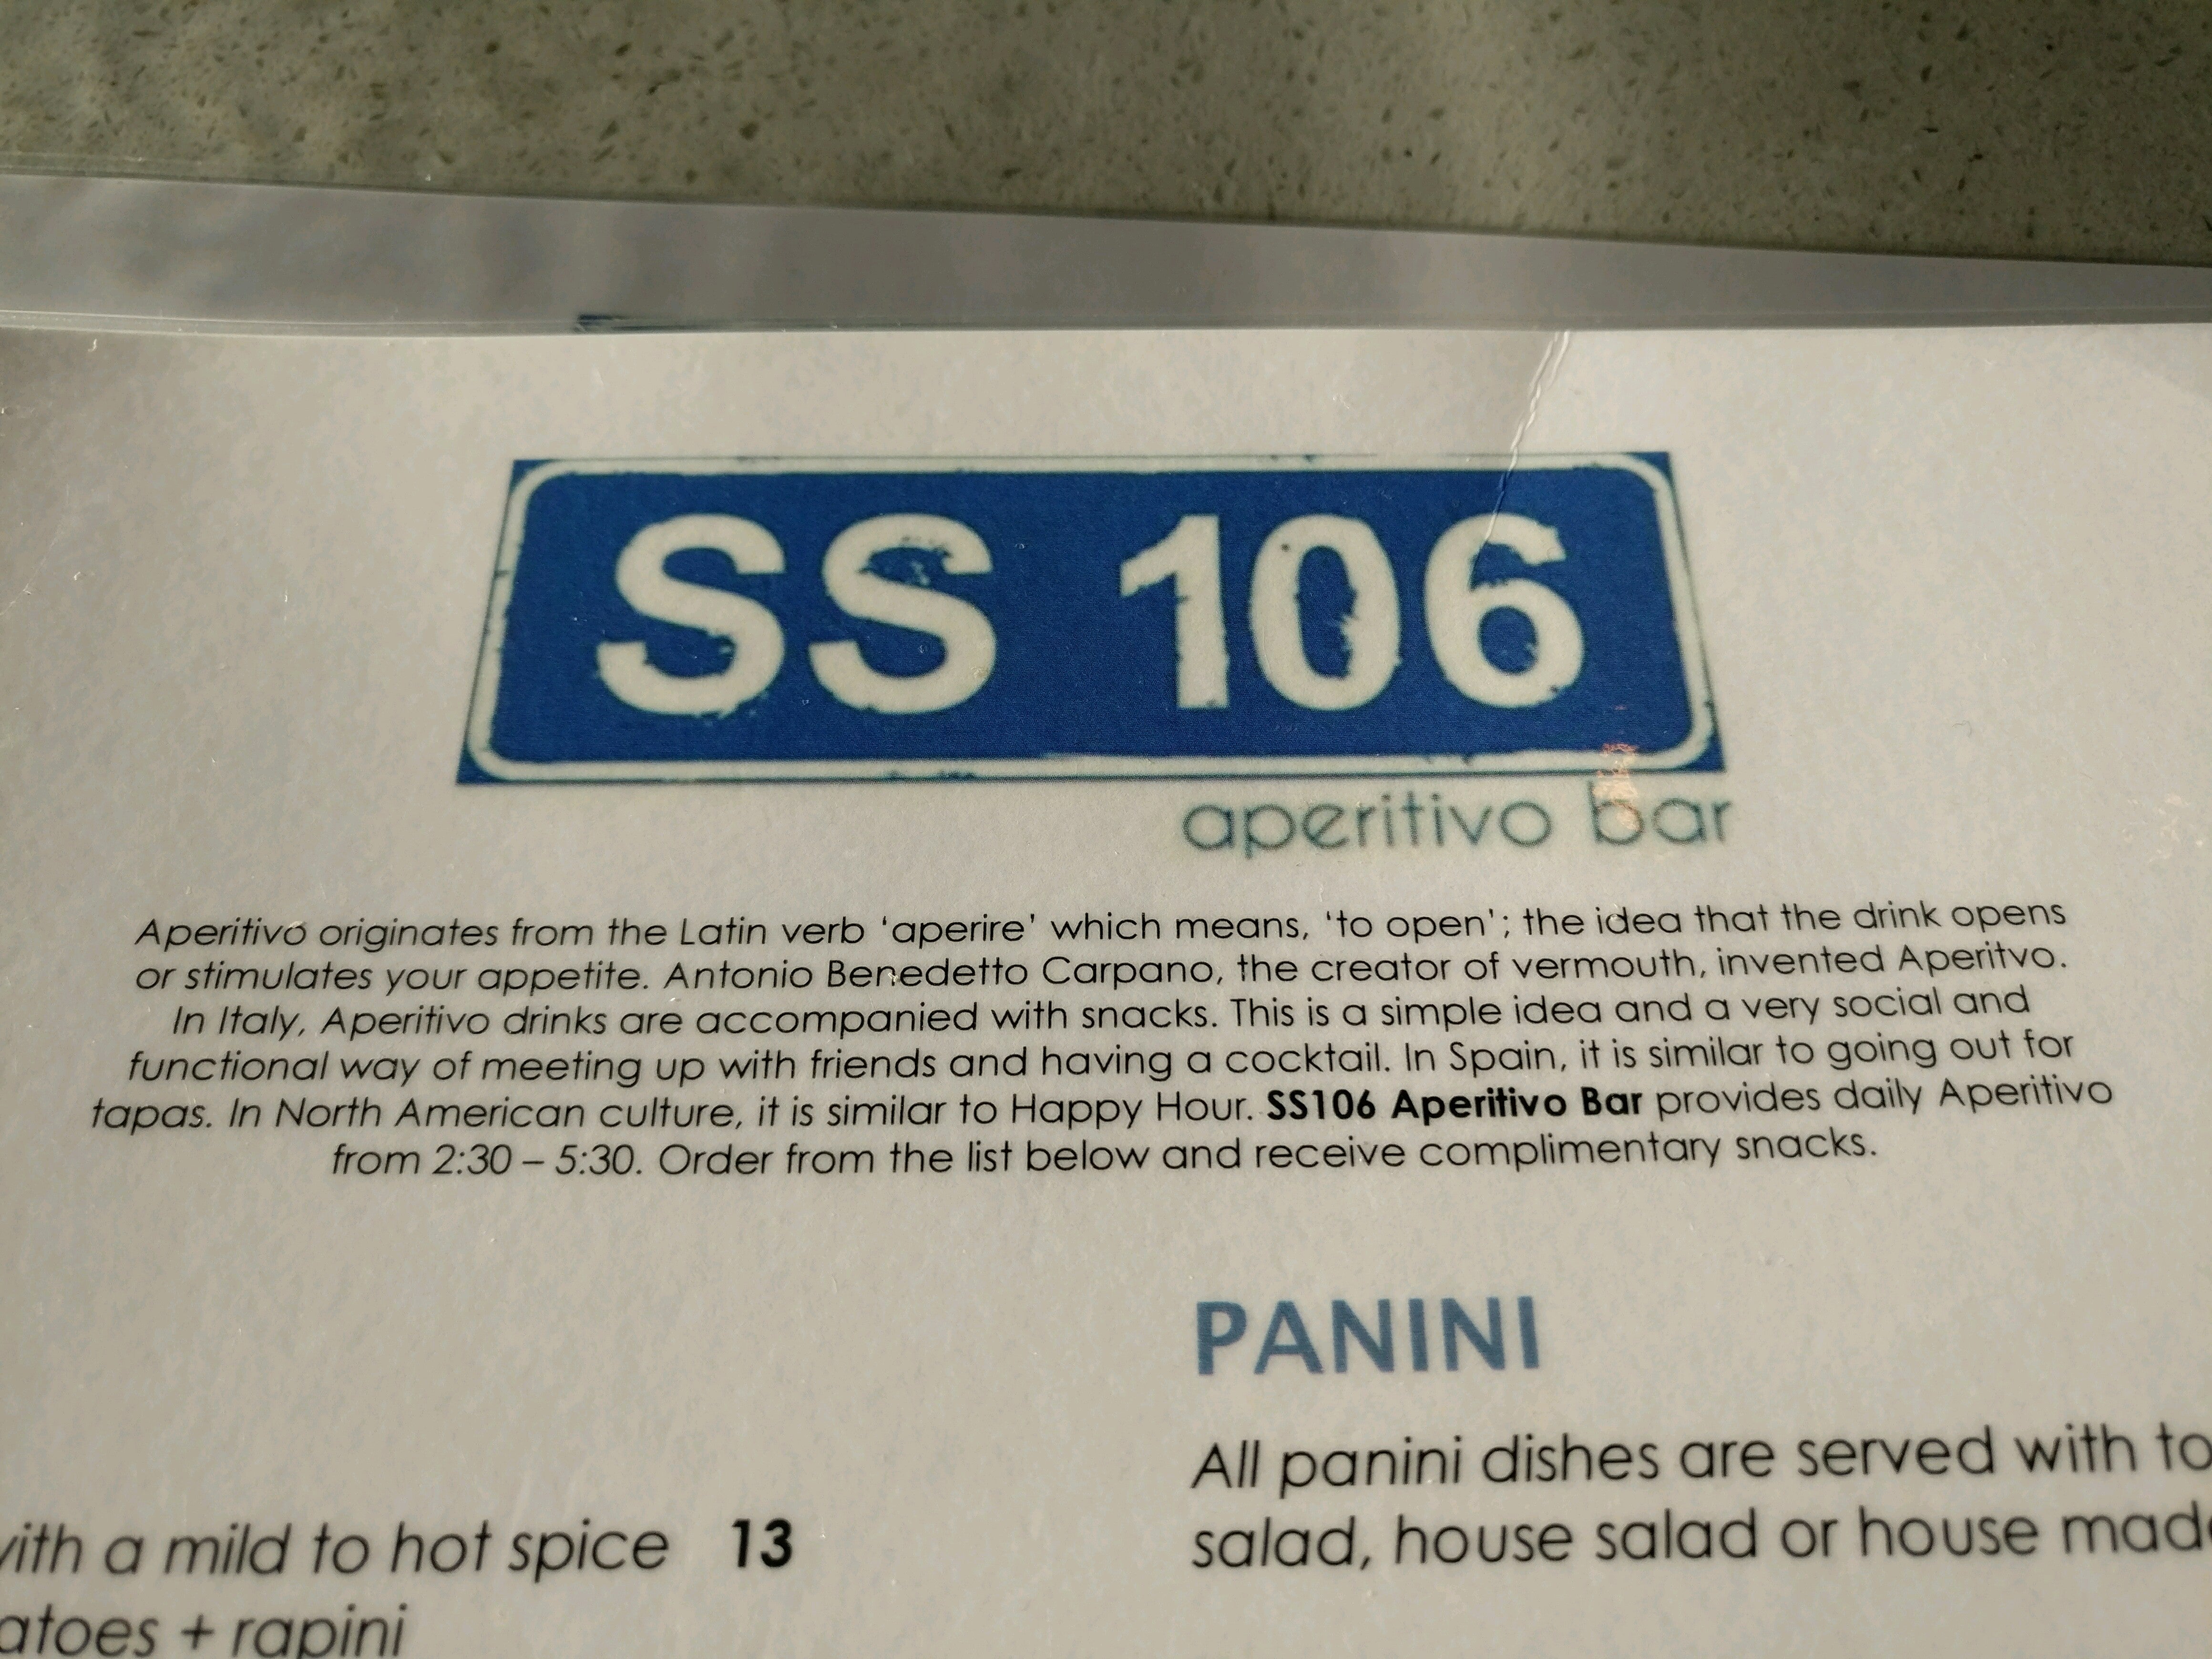 SS 106
aperitivo bar
Aperitivo originates from the Latin verb 'aperire' which means, 'to open'; the idea that the drink opens
or stimulates your appetite. Antonio Benedetto Carpano, the creator of vermouth, invented Aperitvo.
In Italy, Aperitivo drinks are accompanied with snacks. This is a simple idea and a very social and
functional way of meeting up with friends and having a cocktail. In Spain, it is similar to going out for
tapas. In North American culture, it is similar to Happy Hour. SS106 Aperitivo Bar provides daily Aperitivo
from 2:30 – 5:30. Order from the list below and receive complimentary snacks.
PANINI
All panini dishes are served with
salad, house salad or house
a mild to hot spice 13
+ rapini